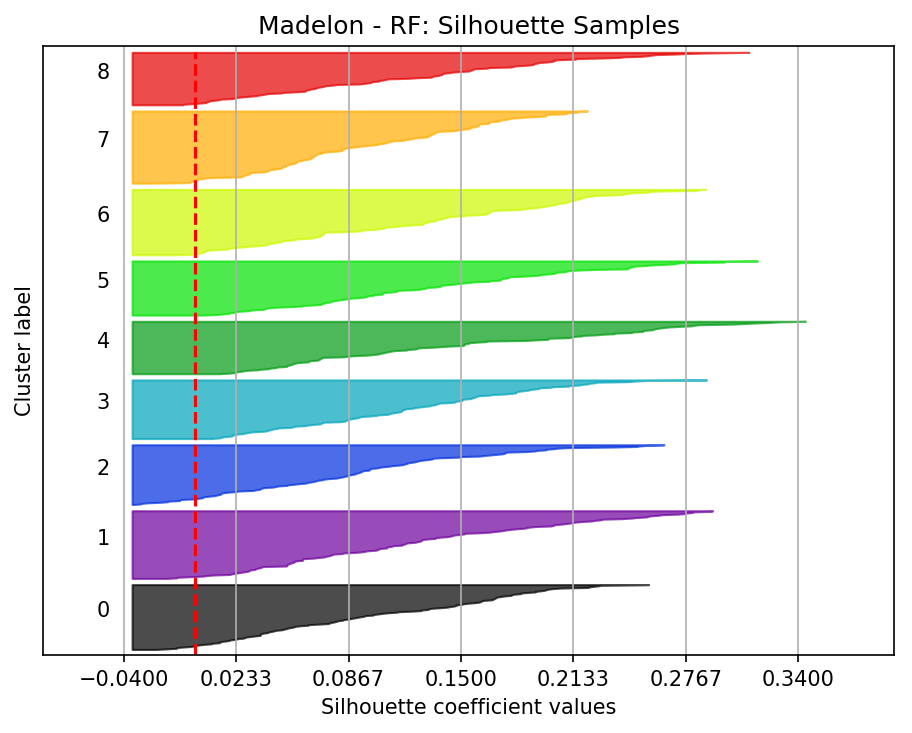 Madelon - RF: Silhouette Samples
8
7
6
5
4
3
2
1
0
Cluster label
−0.0400 0.0233 0.0867 0.1500 0.2133 0.2767 0.3400
Silhouette coefficient values